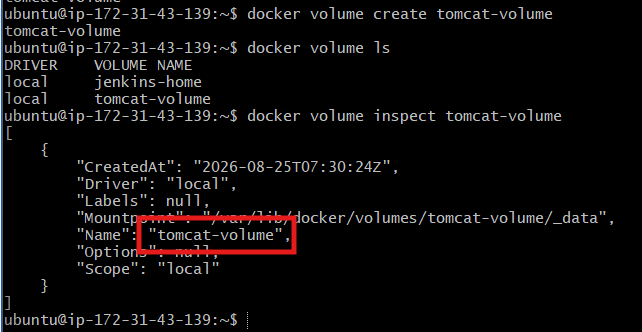 tomcat-volume
ubuntu@ip-172-31-43-139:~$ docker volume create tomcat-volume
tomcat-volume
ubuntu@ip-172-31-43-139:~$ docker volume ls
DRIVER    VOLUME NAME
local     jenkins-home
local     tomcat-volume
ubuntu@ip-172-31-43-139:~$ docker volume inspect tomcat-volume
[
    {
        "CreatedAt": "2026-08-25T07:30:24Z",
        "Driver": "local",
        "Labels": null,
        "Mountpoint": "/var/lib/docker/volumes/tomcat-volume/_data",
        "Name": "tomcat-volume",
        "Options": null,
        "Scope": "local"
    }
]
ubuntu@ip-172-31-43-139:~$